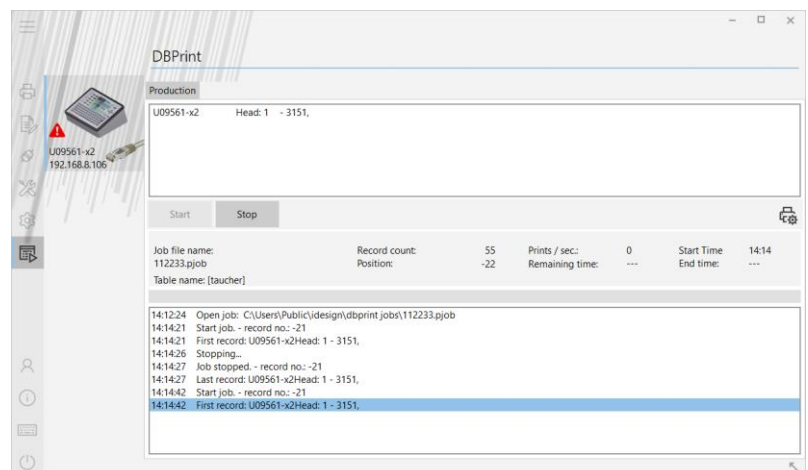 DBPrint
Production
U09561-x2 Head: 1 - 3151,
U09561-x2
192.168.8.106
Start Stop
Job file name: Record count: 55 Prints / sec.: 0 Start Time 14:14
112233.pjob Position: -22 Remaining time: --- End time: ---
Table name: [taucher]
14:12:24 Open job: C:\Users\Public\idesign\dbprint jobs\112233.pjob
14:14:21 Start job. - record no.: -21
14:14:21 First record: U09561-x2Head: 1 - 3151,
14:14:26 Stopping...
14:14:27 Job stopped. - record no.: -21
14:14:27 Last record: U09561-x2Head: 1 - 3151,
14:14:42 Start job. - record no.: -21
14:14:42 First record: U09561-x2Head: 1 - 3151,